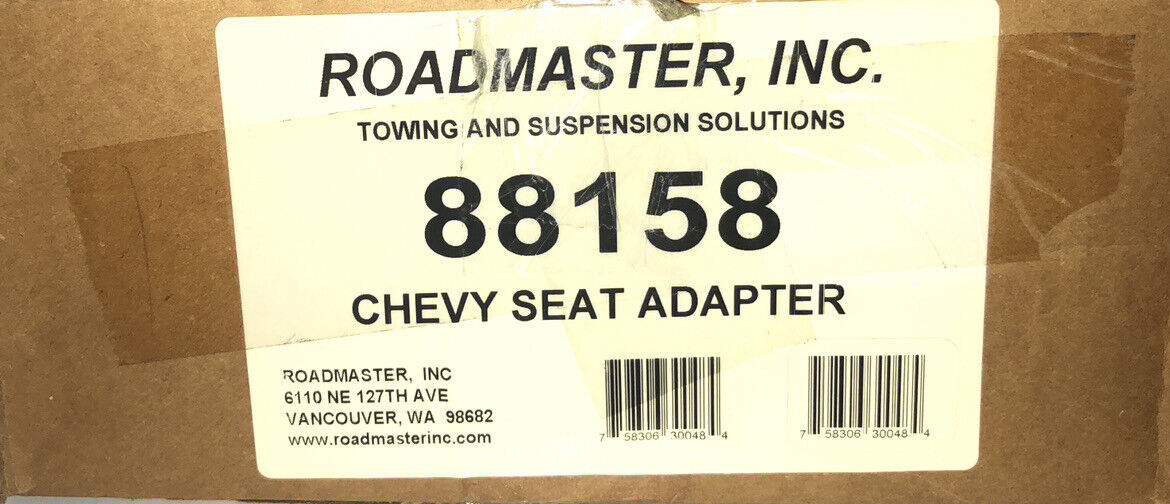 ROADMASTER, INC.
TOWING AND SUSPENSION SOLUTIONS
88158
CHEVY SEAT ADAPTER
ROADMASTER, INC
6110 NE 127TH AVE
VANCOUVER, WA 98682
www.roadmasterinc.com
7 58306 30048 4
7 58306 30048 4